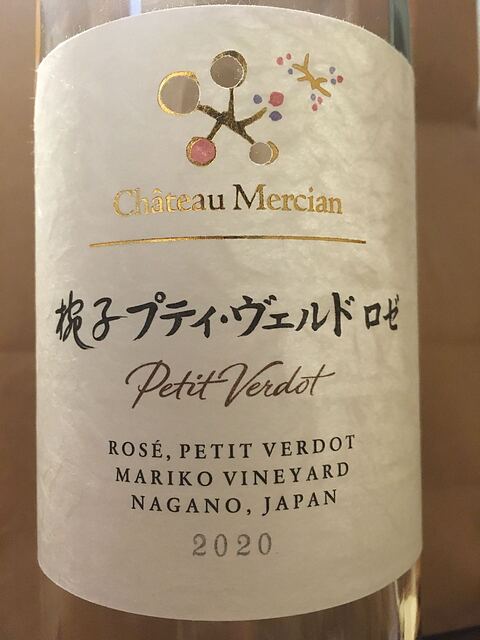 Château Mercian
椀子 プティ・ヴェルド ロゼ
Petit Verdot
ROSÉ, PETIT VERDOT
MARIKO VINEYARD
NAGANO, JAPAN
2020